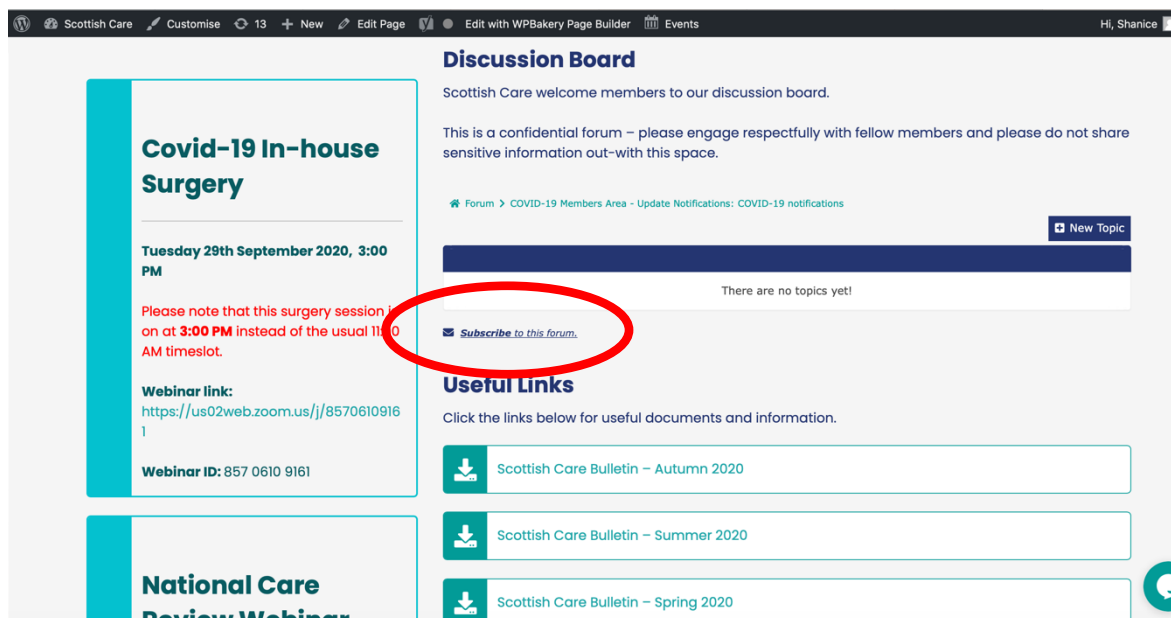 Scottish Care Customise 13 New Edit Page Edit with WPBakery Page Builder Events Hi, Shanice
Covid-19 In-house
Surgery
Tuesday 29th September 2020, 3:00
PM
Please note that this surgery session
on at 3:00 PM instead of the usual
AM timeslot.
Webinar link:
https://us02web.zoom.us/j/8570610916
1
Webinar ID: 857 0610 9161
National Care
Review Webinar
Discussion Board
Scottish Care welcome members to our discussion board.
This is a confidential forum – please engage respectfully with fellow members and please do not share
sensitive information out-with this space.
Forum > COVID-19 Members Area - Update Notifications: COVID-19 notifications
New Topic
There are no topics yet!
Subscribe to this forum.
Useful Links
Click the links below for useful documents and information.
Scottish Care Bulletin – Autumn 2020
Scottish Care Bulletin – Summer 2020
Scottish Care Bulletin – Spring 2020